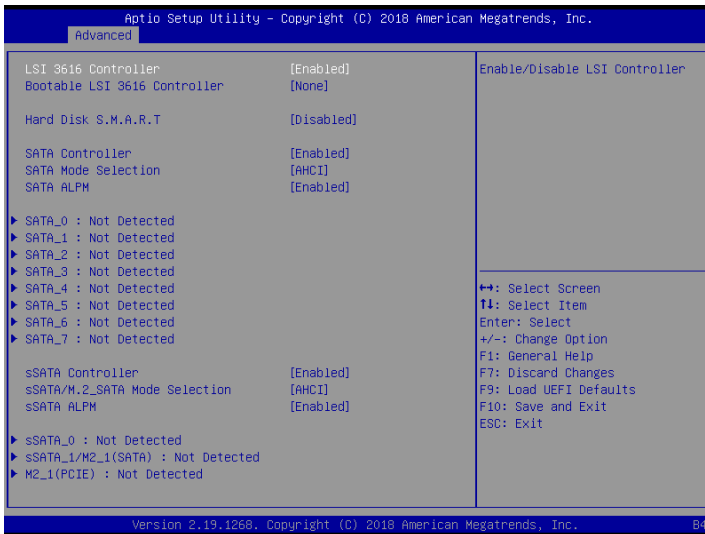 Aptio Setup Utility – Copyright (C) 2018 American Megatrends, Inc.
Advanced
LSI 3616 Controller [Enabled]
Bootable LSI 3616 Controller [None]
Hard Disk S.M.A.R.T [Disabled]
SATA Controller [Enabled]
SATA Mode Selection [AHCI]
SATA ALPM [Enabled]
SATA_0 : Not Detected
SATA_1 : Not Detected
SATA_2 : Not Detected
SATA_3 : Not Detected
SATA_4 : Not Detected
SATA_5 : Not Detected
SATA_6 : Not Detected
SATA_7 : Not Detected
sSATA Controller [Enabled]
sSATA/M.2_SATA Mode Selection [AHCI]
sSATA ALPM [Enabled]
sSATA_0 : Not Detected
sSATA_1/M2_1(SATA) : Not Detected
M2_1(PCIE) : Not Detected
Enable/Disable LSI Controller
↔: Select Screen
↑↓: Select Item
Enter: Select
+/-: Change Option
F1: General Help
F7: Discard Changes
F9: Load UEFI Defaults
F10: Save and Exit
ESC: Exit
Version 2.19.1268. Copyright (C) 2018 American Megatrends, Inc.
B4